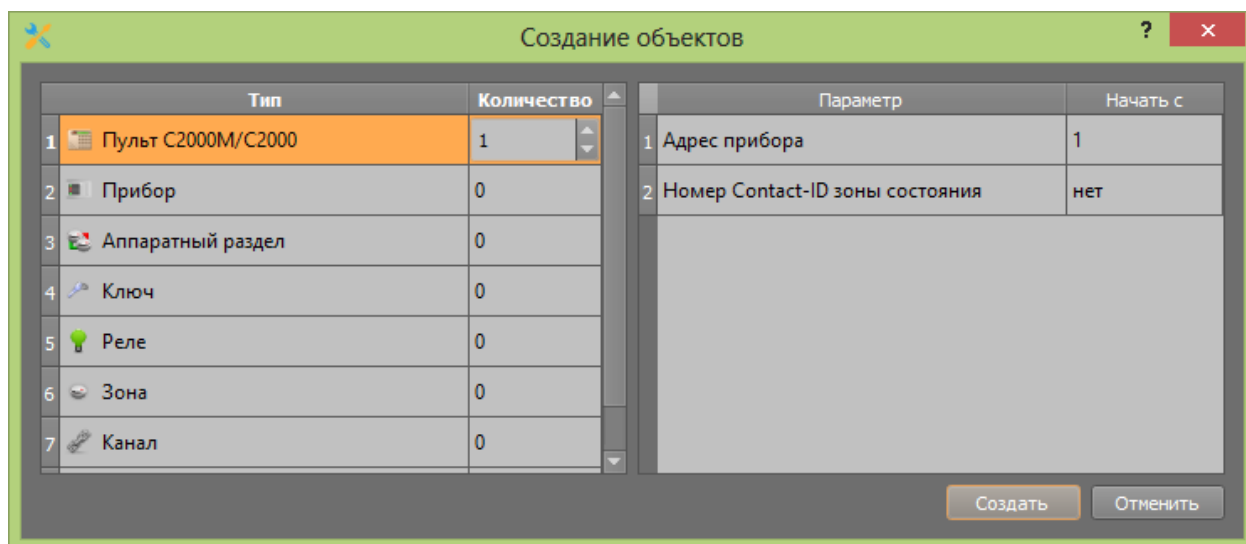 Создание объектов
?
×
Тип Количество
1 Пульт С2000М/С2000 1
2 Прибор 0
3 Аппаратный раздел 0
4 Ключ 0
5 Реле 0
6 Зона 0
7 Канал 0
Параметр Начать с
1 Адрес прибора 1
2 Номер Contact-ID зоны состояния нет
Создать Отменить